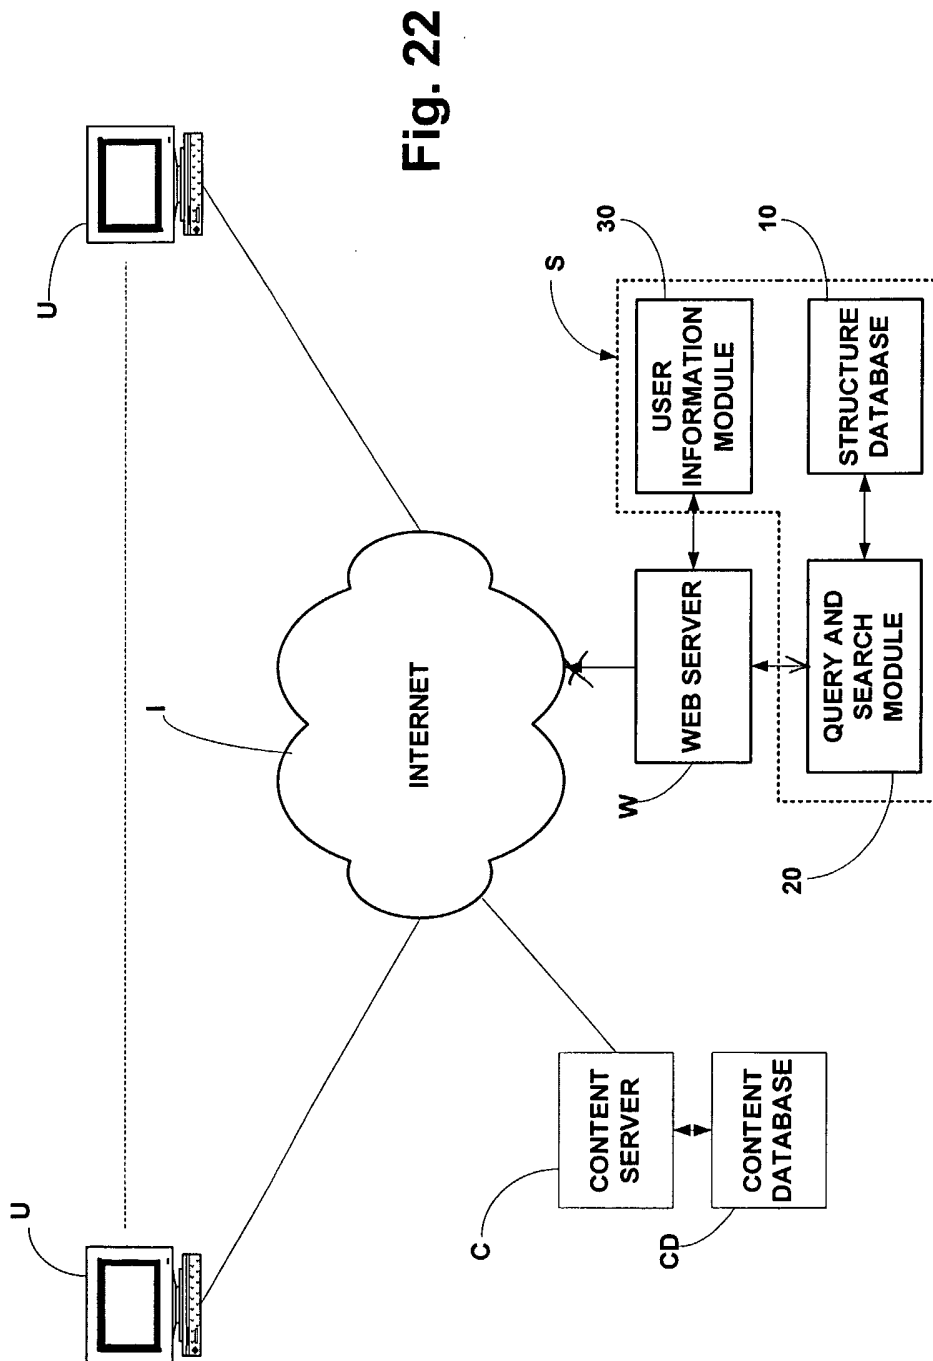 Fig. 22
U
U
I
INTERNET
S
30
USER
INFORMATION
MODULE
10
STRUCTURE
DATABASE
WEB SERVER
W
QUERY AND
SEARCH
MODULE
20
CONTENT
SERVER
C
CONTENT
DATABASE
CD